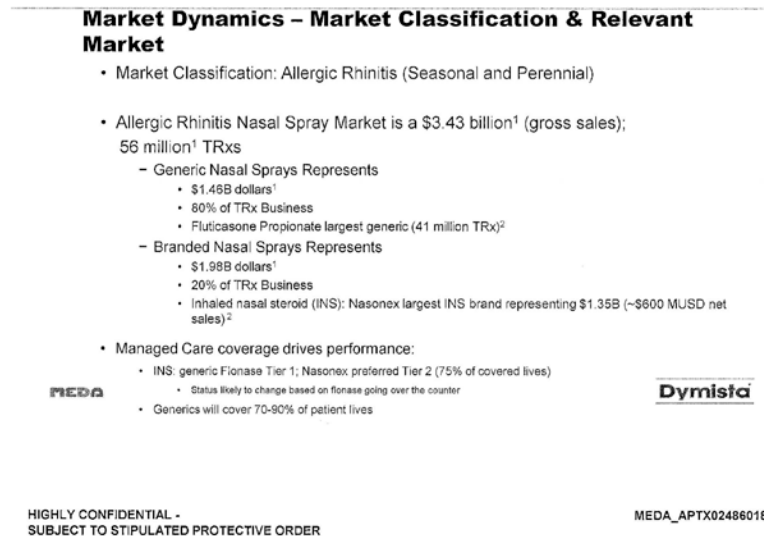 Market Dynamics – Market Classification & Relevant
Market
• Market Classification: Allergic Rhinitis (Seasonal and Perennial)
• Allergic Rhinitis Nasal Spray Market is a $3.43 billion¹ (gross sales);
56 million¹ TRxs
– Generic Nasal Sprays Represents
• $1.46B dollars¹
• 80% of TRx Business
• Fluticasone Propionate largest generic (41 million TRx)²
– Branded Nasal Sprays Represents
• $1.98B dollars¹
• 20% of TRx Business
• Inhaled nasal steroid (INS): Nasonex largest INS brand representing $1.35B (~$600 MUSD net
sales)²
• Managed Care coverage drives performance:
• INS: generic Flonase Tier 1; Nasonex preferred Tier 2 (75% of covered lives)
• Status likely to change based on flonase going over the counter
• Generics will cover 70-90% of patient lives
MEDA
Dymista
HIGHLY CONFIDENTIAL -
SUBJECT TO STIPULATED PROTECTIVE ORDER
MEDA_APTX02486018